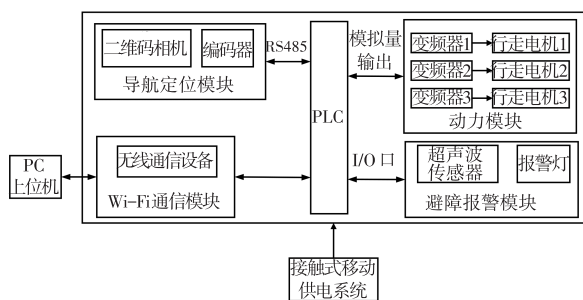 二维码相机
编码器
导航定位模块
RS485
PLC
模拟量
输出
变频器1
行走电机1
变频器2
行走电机2
变频器3
行走电机3
动力模块
PC
上位机
无线通信设备
Wi-Fi通信模块
I/O 口
超声波
传感器
报警灯
避障报警模块
接触式移动
供电系统